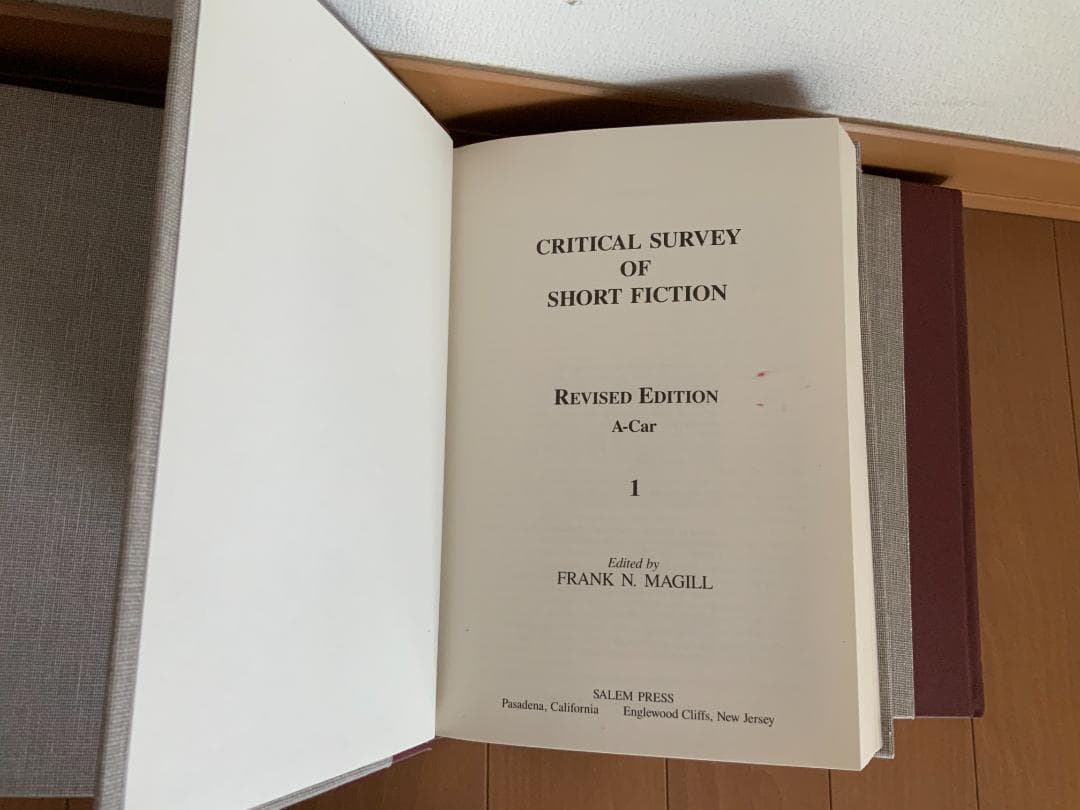 CRITICAL SURVEY
OF
SHORT FICTION
REVISED EDITION
A-Car
1
Edited by
FRANK N. MAGILL
SALEM PRESS
Pasadena, California Englewood Cliffs, New Jersey